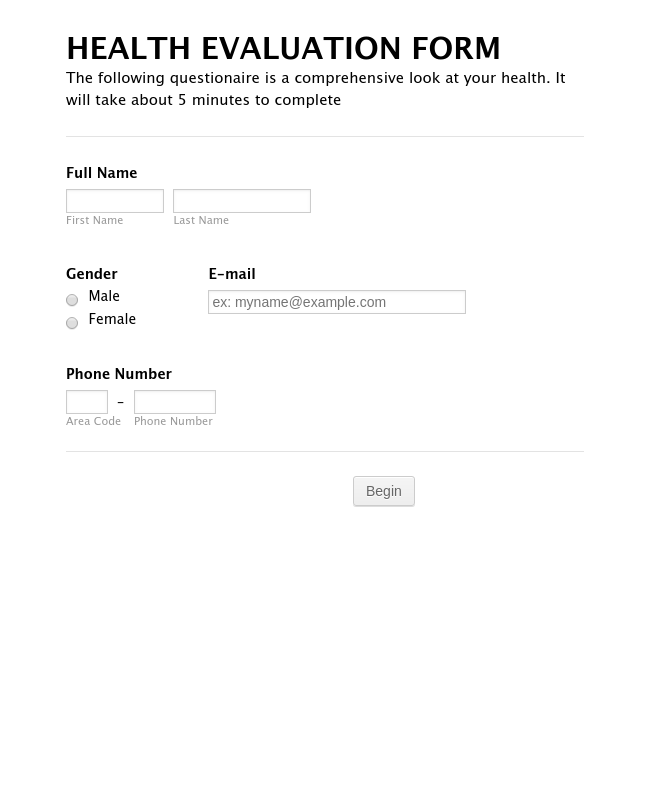 HEALTH EVALUATION FORM
The following questionaire is a comprehensive look at your health. It
will take about 5 minutes to complete
Full Name
First Name Last Name
Gender E-mail
Male ex: myname@example.com
Female
Phone Number
-
Area Code Phone Number
Begin